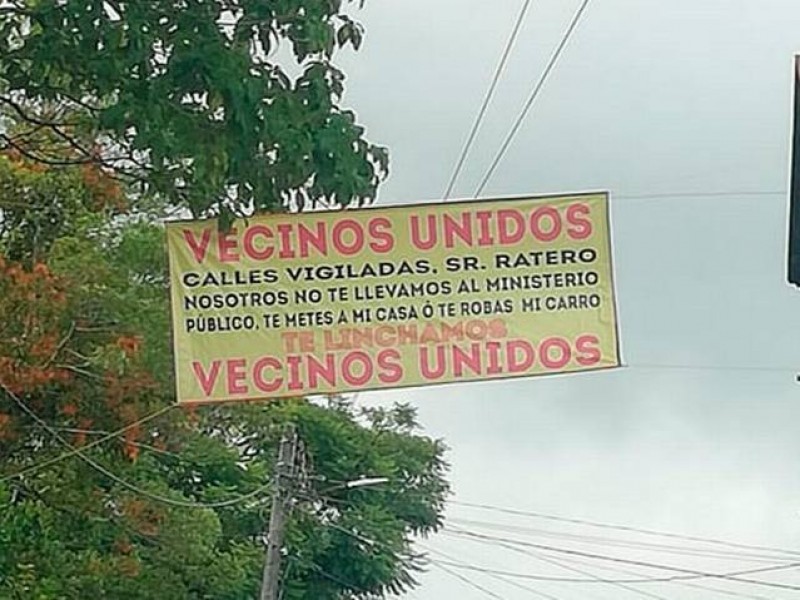 VECINOS UNIDOS
CALLES VIGILADAS. SR. RATERO
NOSOTROS NO TE LLEVAMOS AL MINISTERIO
PÚBLICO, TE METES A MI CASA Ó TE ROBAS MI CARRO
TE LINCHAMOS
VECINOS UNIDOS